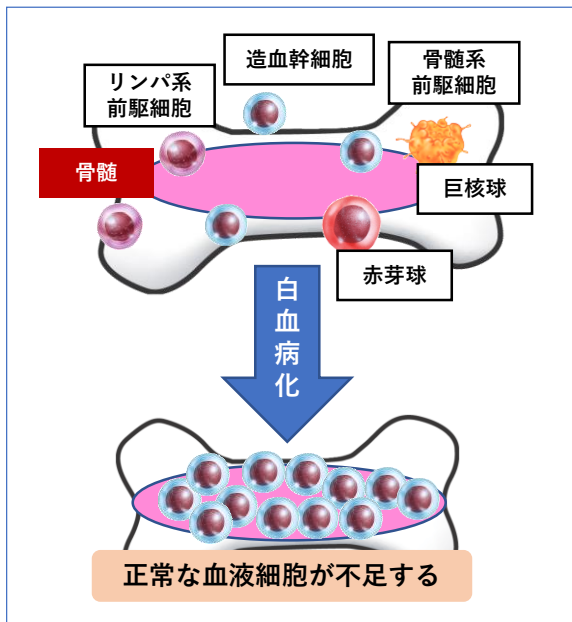 造血幹細胞
骨髄系
前駆細胞
リンパ系
前駆細胞
骨髄
巨核球
赤芽球
白血病化
正常な血液細胞が不足する